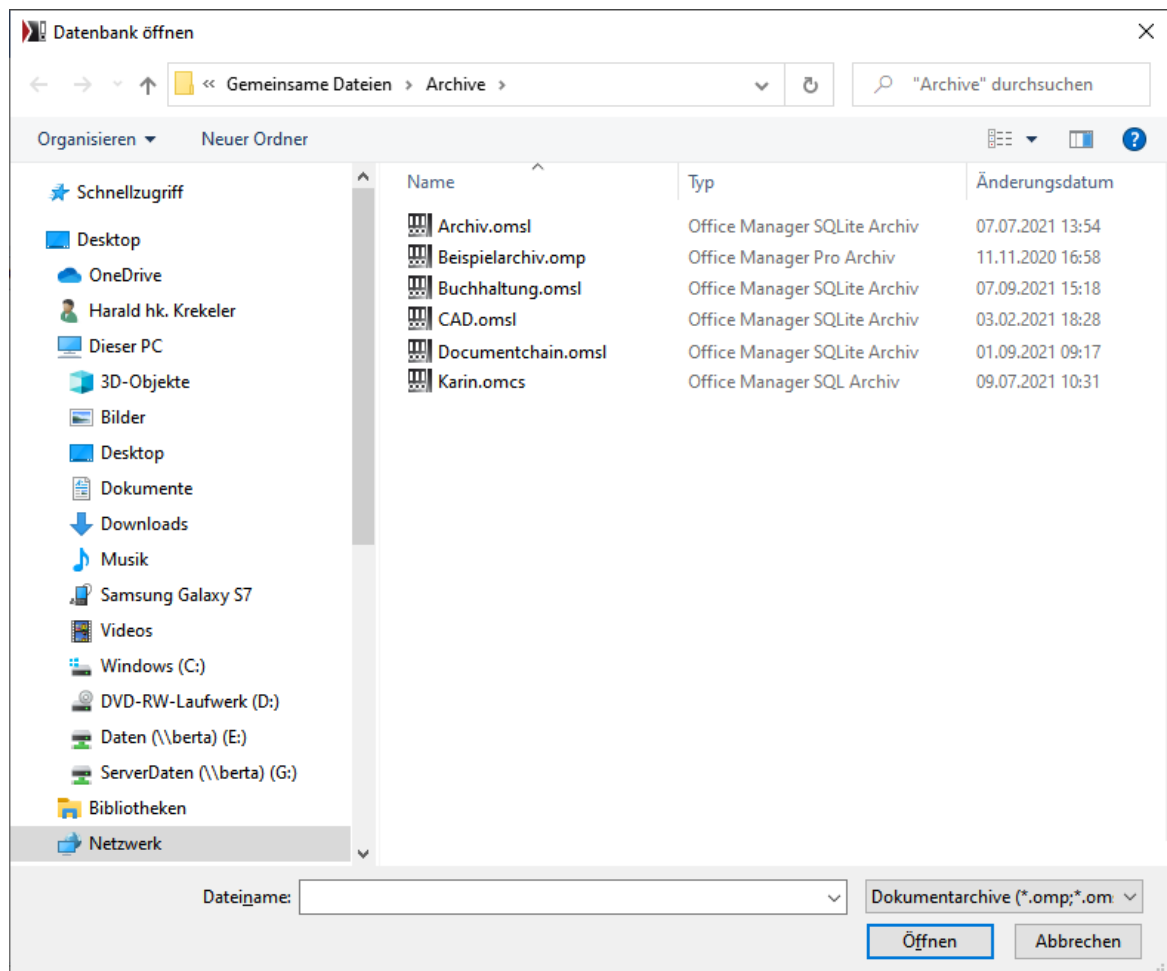 Datenbank öffnen
« Gemeinsame Dateien › Archive ›
"Archive" durchsuchen
Organisieren Neuer Ordner
Schnellzugriff
Desktop
OneDrive
Harald hk. Krekeler
Dieser PC
3D-Objekte
Bilder
Desktop
Dokumente
Downloads
Musik
Samsung Galaxy S7
Videos
Windows (C:)
DVD-RW-Laufwerk (D:)
Daten (\\berta) (E:)
ServerDaten (\\berta) (G:)
Bibliotheken
Netzwerk
Name Typ Änderungsdatum
Archiv.omsl Office Manager SQLite Archiv 07.07.2021 13:54
Beispielarchiv.omp Office Manager Pro Archiv 11.11.2020 16:58
Buchhaltung.omsl Office Manager SQLite Archiv 07.09.2021 15:18
CAD.omsl Office Manager SQLite Archiv 03.02.2021 18:28
Documentchain.omsl Office Manager SQLite Archiv 01.09.2021 09:17
Karin.omcs Office Manager SQL Archiv 09.07.2021 10:31
Dateiname: Dokumentarchive (*.omp;*.om
Öffnen Abbrechen